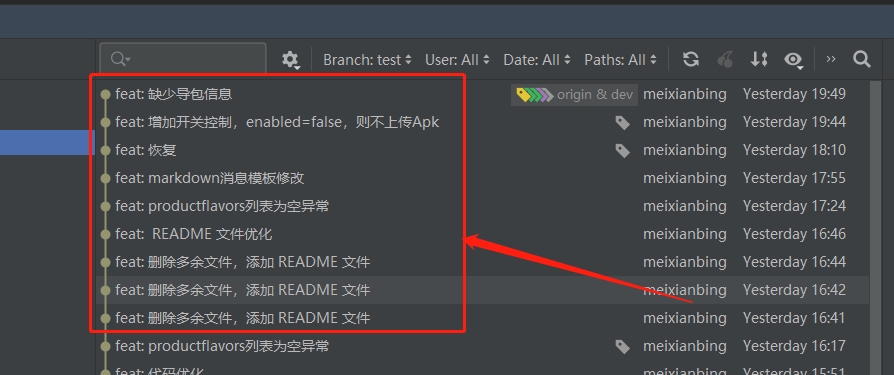 Branch: test User: All Date: All Paths: All
feat: 缺少导包信息 origin & dev meixianbing Yesterday 19:49
feat: 增加开关控制，enabled=false，则不上传Apk meixianbing Yesterday 19:44
feat: 恢复 meixianbing Yesterday 18:10
feat: markdown消息模板修改 meixianbing Yesterday 17:55
feat: productflavors列表为空异常 meixianbing Yesterday 17:24
feat: README 文件优化 meixianbing Yesterday 16:46
feat: 删除多余文件，添加 README 文件 meixianbing Yesterday 16:44
feat: 删除多余文件，添加 README 文件 meixianbing Yesterday 16:42
feat: 删除多余文件，添加 README 文件 meixianbing Yesterday 16:41
feat: productflavors列表为空异常 meixianbing Yesterday 16:17
feat: 代码优化 meixianbing Yesterday 15:51